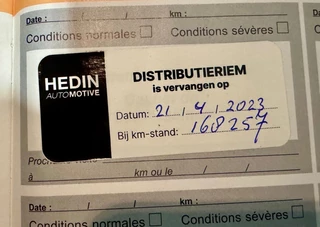 Date : / / km :
Conditions normales Conditions sévères
HEDIN
AUTOMOTIVE
DISTRIBUTIERIEM
is vervangen op
Datum: 21 / 4 / 2023
Bij km-stand: 168257
à km ou le / /
Date : / / km :
Conditions normales Conditions sévères